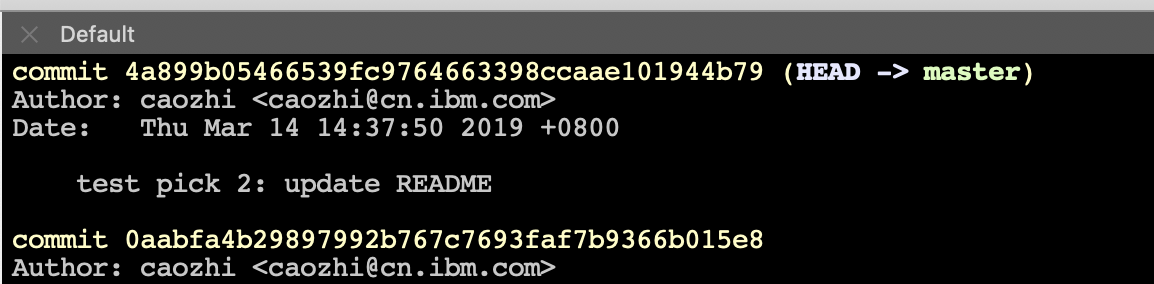 Default
commit 4a899b05466539fc9764663398ccaae101944b79 (HEAD -> master)
Author: caozhi <caozhi@cn.ibm.com>
Date:   Thu Mar 14 14:37:50 2019 +0800
    test pick 2: update README
commit 0aabfa4b29897992b767c7693faf7b9366b015e8
Author: caozhi <caozhi@cn.ibm.com>